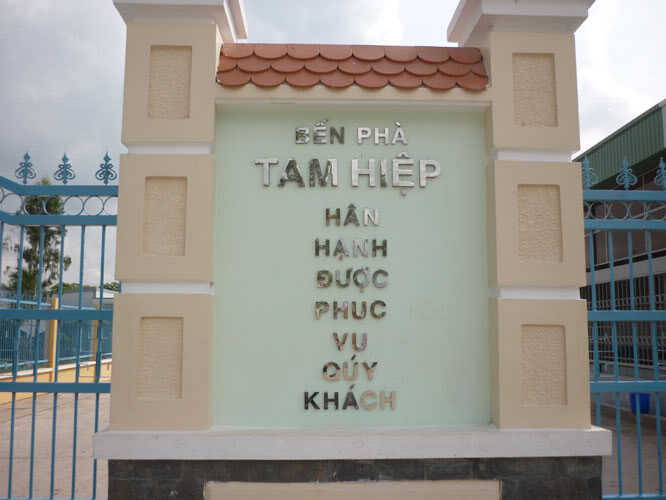 BẾN PHÀ
TAM HIỆP
HÂN
HẠNH
ĐƯỢC
PHUC
VU
QÚY
KHÁCH